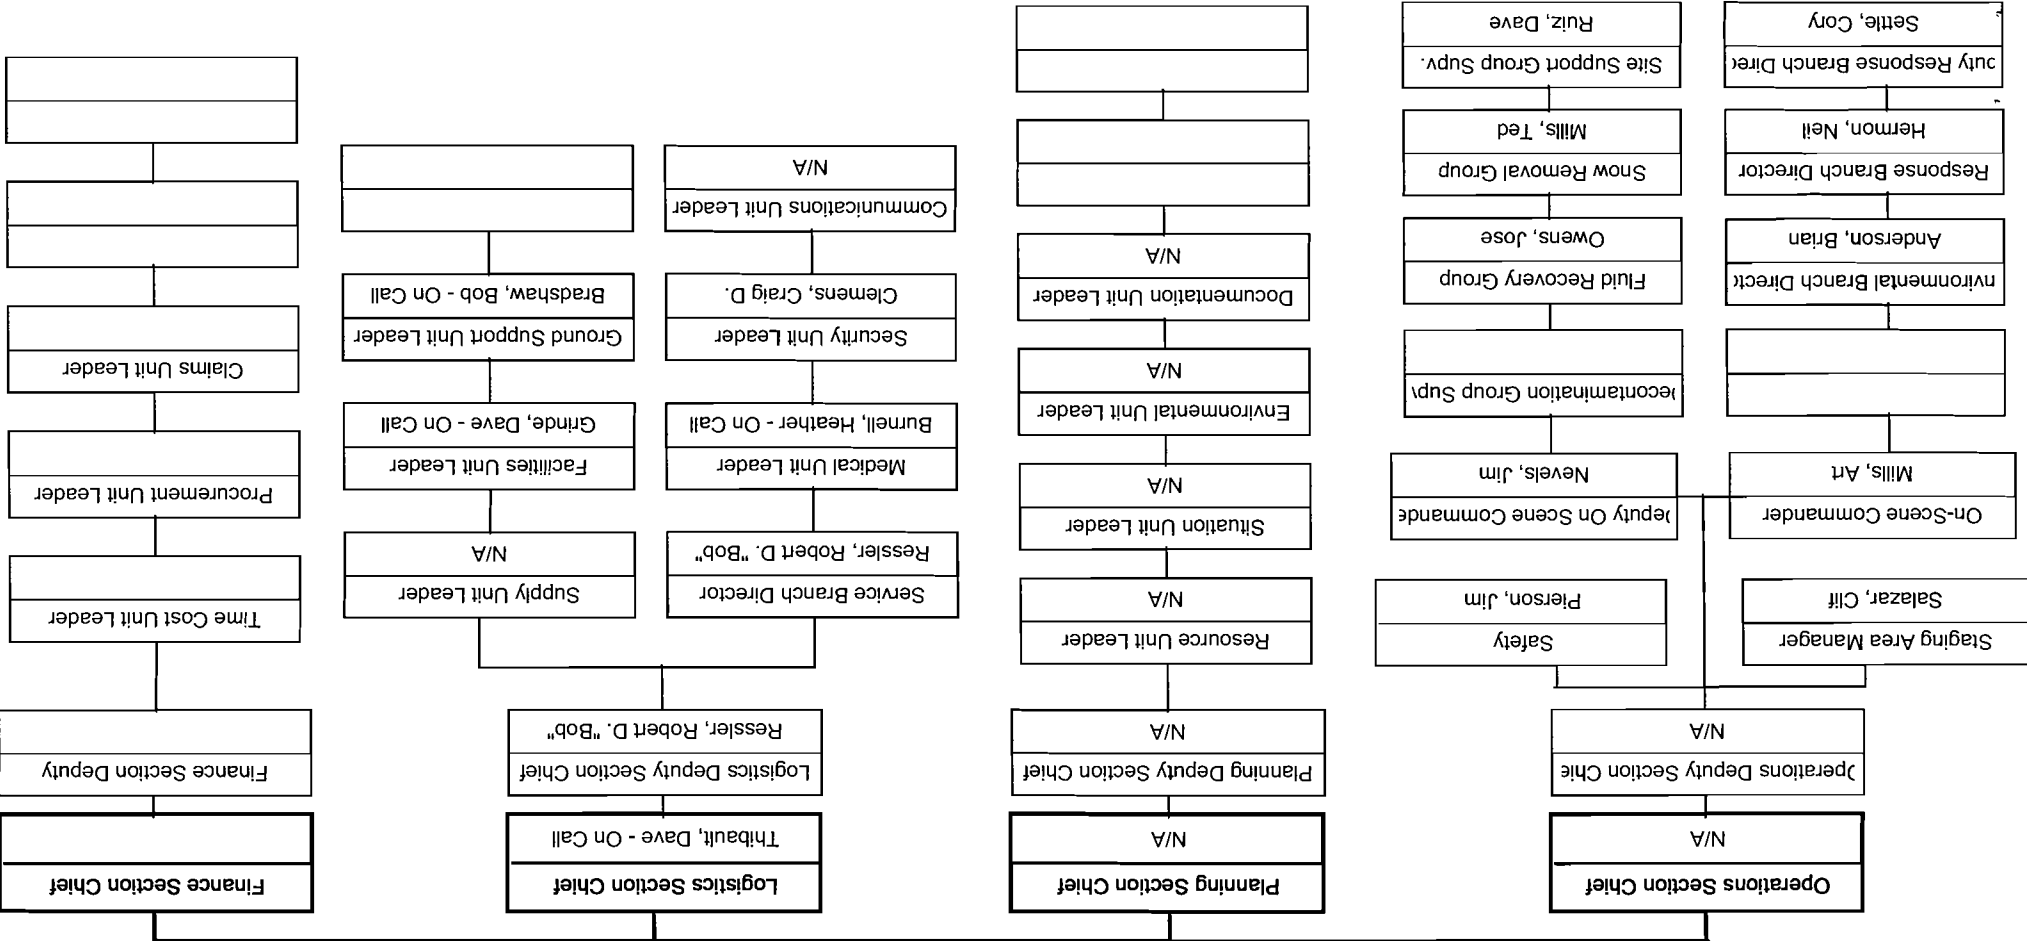 Operations Section Chief
N/A
Operations Deputy Section Chie
N/A
Staging Area Manager
Salazar, Clif
Safety
Pierson, Jim
On-Scene Commander
Mills, Art
Deputy On Scene Commande
Nevels, Jim
nvironmental Branch Directo
Anderson, Brian
Response Branch Director
Hermon, Neil
outy Response Branch Direc
Settle, Cory
Decontamination Group Supv
Fluid Recovery Group
Owens, Jose
Snow Removal Group
Mills, Ted
Site Support Group Supv.
Ruiz, Dave
Planning Section Chief
N/A
Planning Deputy Section Chief
N/A
Resource Unit Leader
N/A
Situation Unit Leader
N/A
Environmental Unit Leader
N/A
Documentation Unit Leader
N/A
Logistics Section Chief
Thibault, Dave - On Call
Logistics Deputy Section Chief
Ressler, Robert D. "Bob"
Service Branch Director
Ressler, Robert D. "Bob"
Medical Unit Leader
Burnell, Heather - On Call
Security Unit Leader
Clemens, Craig D.
Communications Unit Leader
N/A
Supply Unit Leader
N/A
Facilities Unit Leader
Grinde, Dave - On Call
Ground Support Unit Leader
Bradshaw, Bob - On Call
Finance Section Chief
Finance Section Deputy
Time Cost Unit Leader
Procurement Unit Leader
Claims Unit Leader